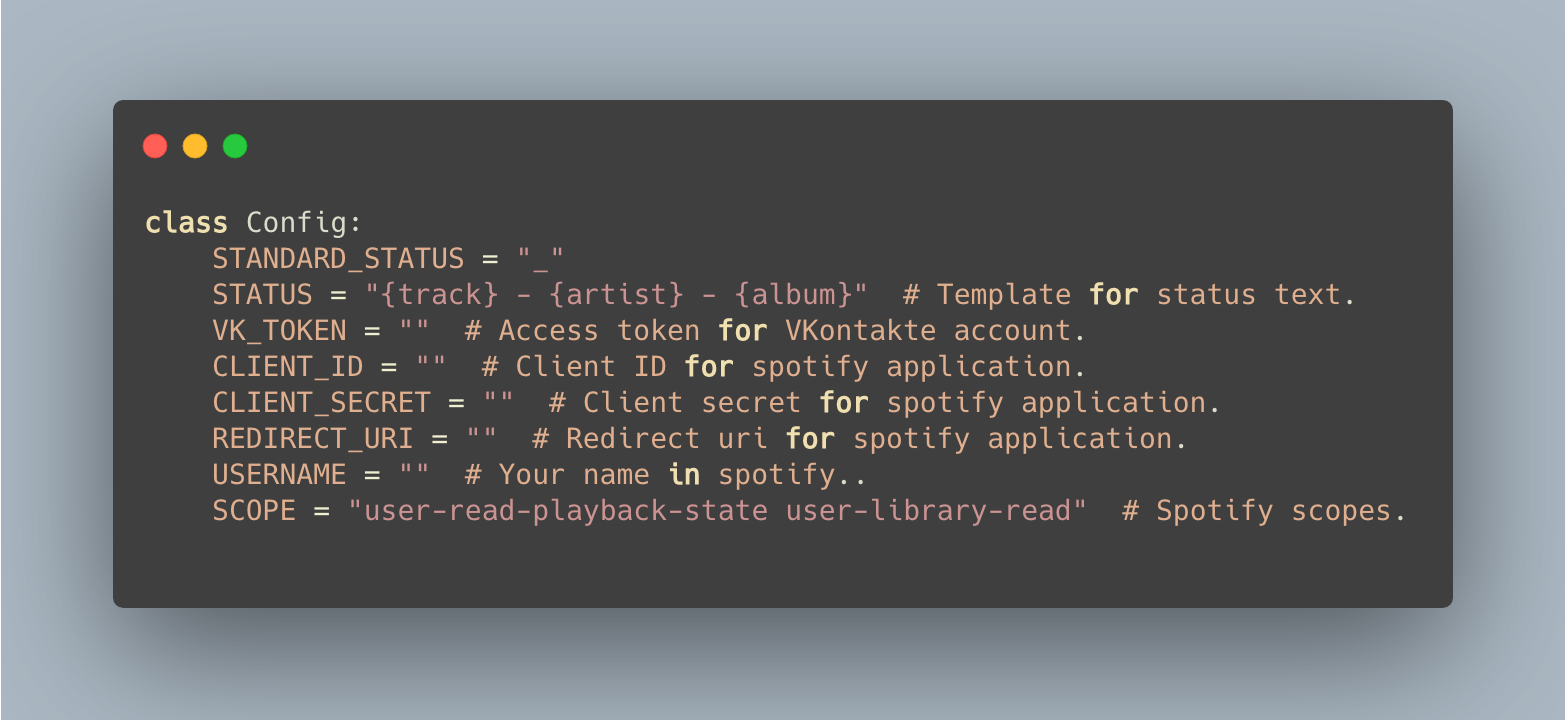 class Config:
    STANDARD_STATUS = "_"
    STATUS = "{track} - {artist} - {album}"  # Template for status text.
    VK_TOKEN = ""  # Access token for VKontakte account.
    CLIENT_ID = ""  # Client ID for spotify application.
    CLIENT_SECRET = ""  # Client secret for spotify application.
    REDIRECT_URI = ""  # Redirect uri for spotify application.
    USERNAME = ""  # Your name in spotify..
    SCOPE = "user-read-playback-state user-library-read"  # Spotify scopes.